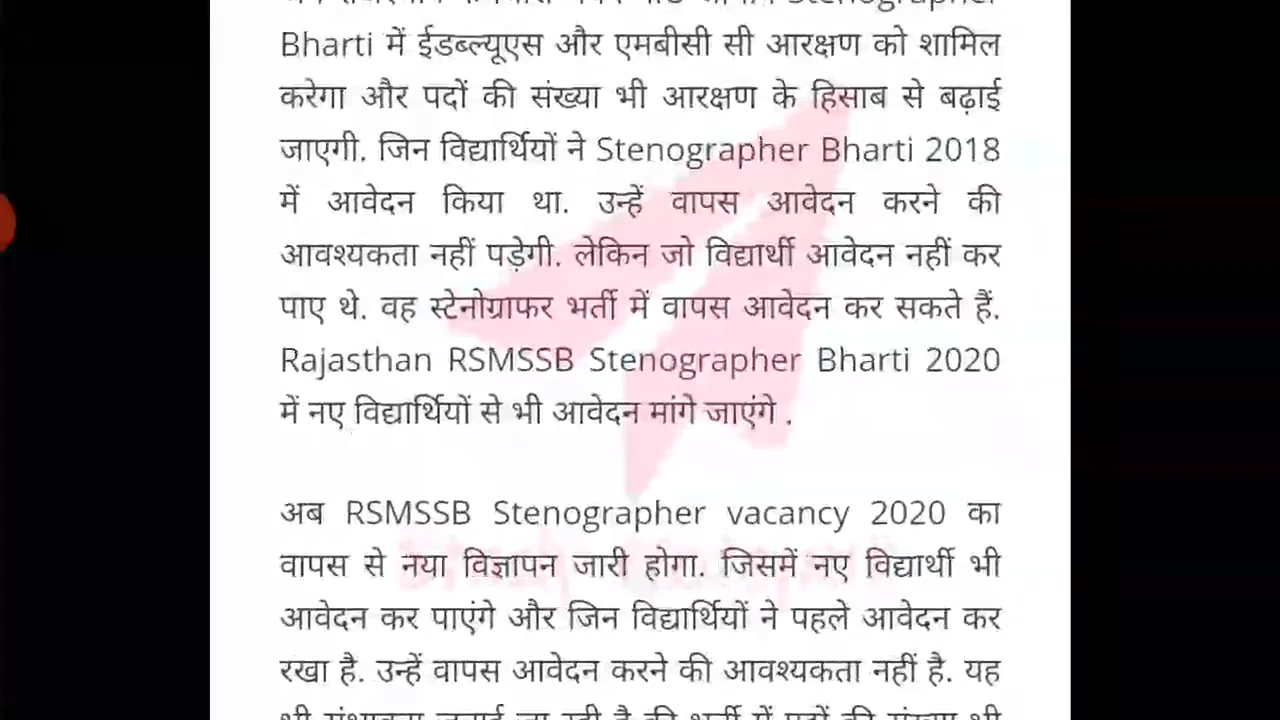 Bharti में ईडब्ल्यूएस और एमबीसी सी आरक्षण को शामिल
करेगा और पदों की संख्या भी आरक्षण के हिसाब से बढ़ाई
जाएगी. जिन विद्यार्थियों ने Stenographer Bharti 2018
में आवेदन किया था. उन्हें वापस आवेदन करने की
आवश्यकता नहीं पड़ेगी. लेकिन जो विद्यार्थी आवेदन नहीं कर
पाए थे. वह स्टेनोग्राफर भर्ती में वापस आवेदन कर सकते हैं.
Rajasthan RSMSSB Stenographer Bharti 2020
में नए विद्यार्थियों से भी आवेदन मांगे जाएंगे .
अब RSMSSB Stenographer vacancy 2020 का
वापस से नया विज्ञापन जारी होगा. जिसमें नए विद्यार्थी भी
आवेदन कर पाएंगे और जिन विद्यार्थियों ने पहले आवेदन कर
रखा है. उन्हें वापस आवेदन करने की आवश्यकता नहीं है. यह